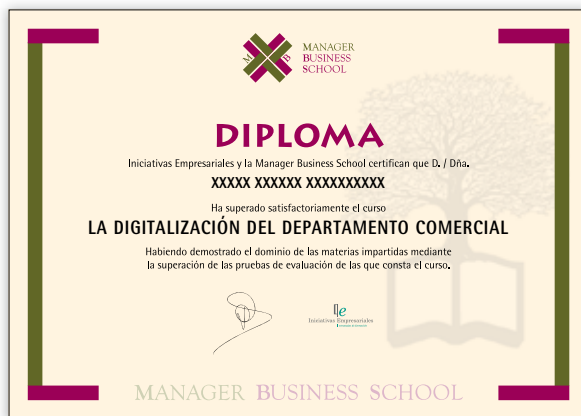 M B
MANAGER
BUSINESS
SCHOOL
DIPLOMA
Iniciativas Empresariales y la Manager Business School certifican que D. / Dña.
XXXXX XXXXXX XXXXXXXXXX
Ha superado satisfactoriamente el curso
LA DIGITALIZACIÓN DEL DEPARTAMENTO COMERCIAL
Habiendo demostrado el dominio de las materias impartidas mediante
la superación de las pruebas de evaluación de las que consta el curso.
Iniciativas Empresariales
MANAGER BUSINESS SCHOOL